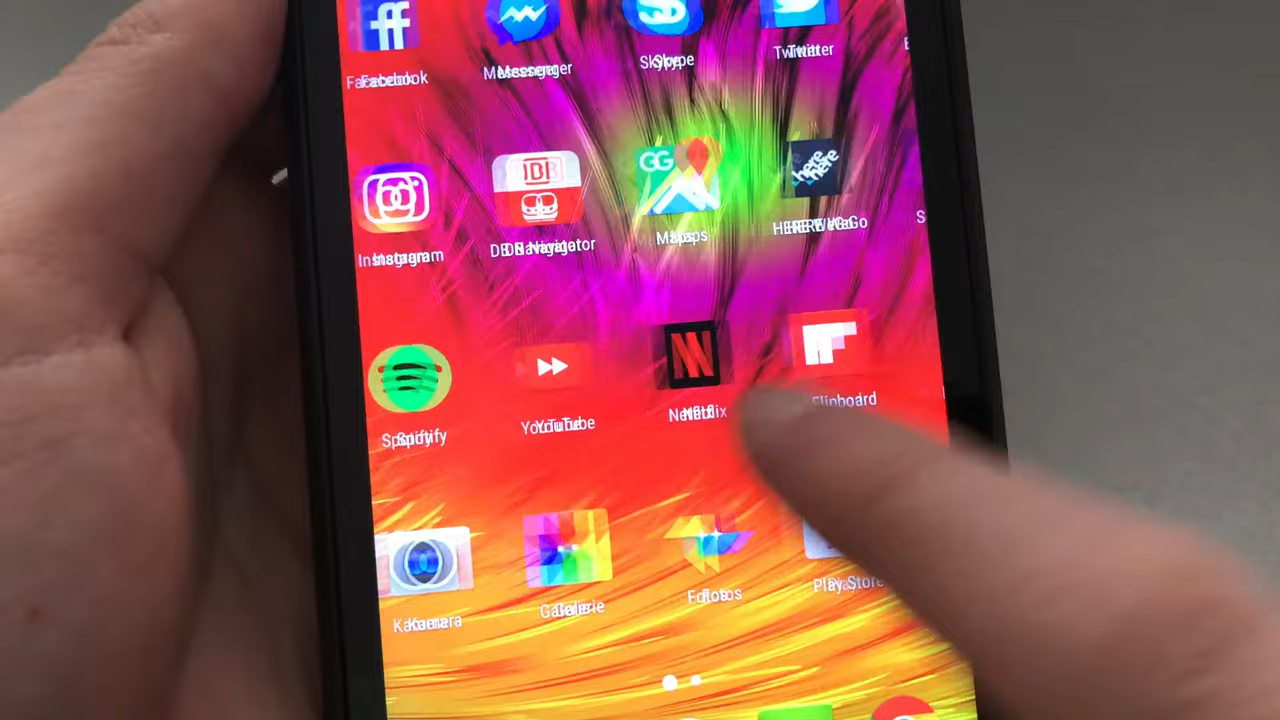 Facebook Messenger Skype Twitter
Instagram DB Navigator Maps HERE WeGo
Spotify YouTube Netflix Flipboard
Kamera Galerie Fotos Play Store